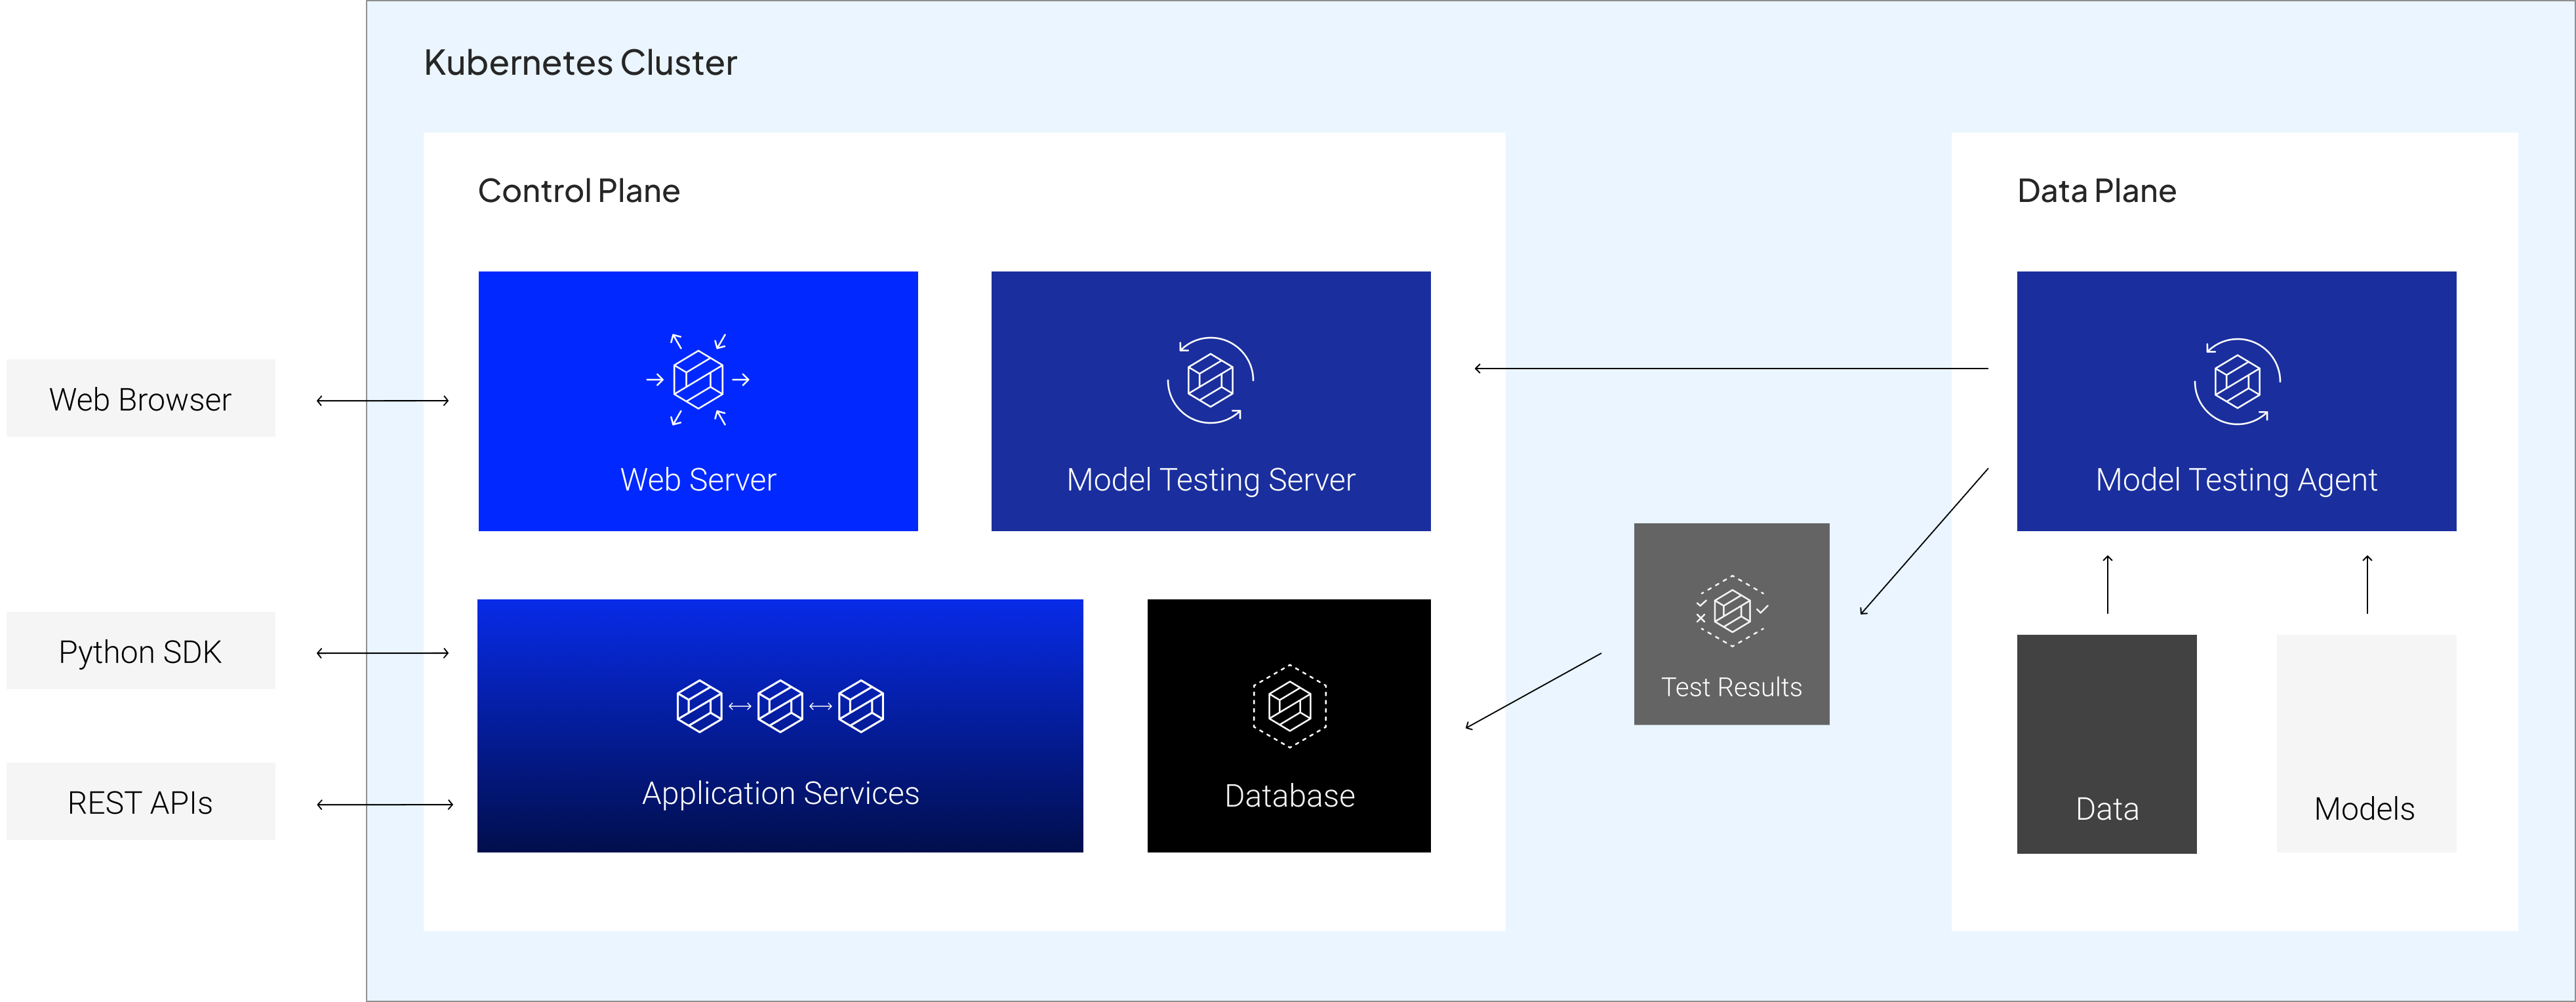 Kubernetes Cluster
Control Plane
Data Plane
Web Browser
Web Server
Model Testing Server
Model Testing Agent
Python SDK
Test Results
REST APIs
Application Services
Database
Data
Models